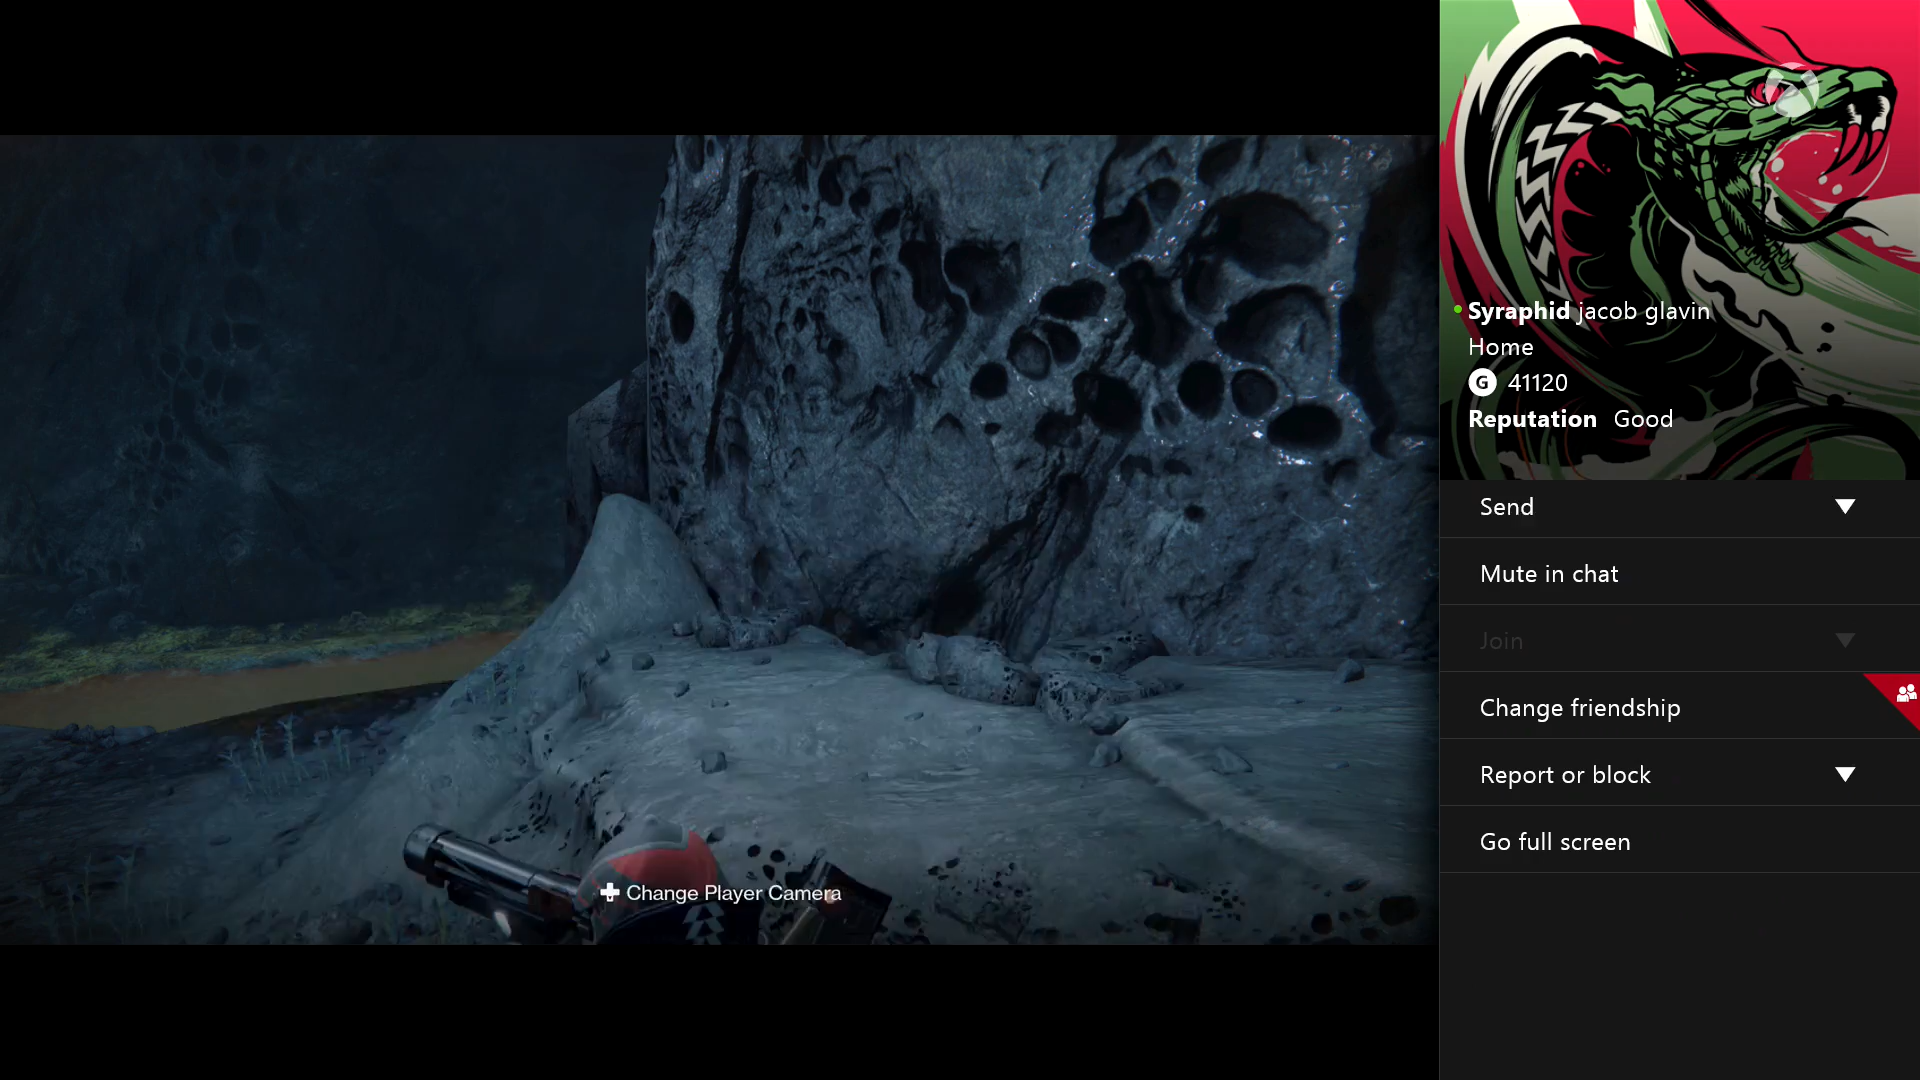 Change Player Camera
Syraphid jacob glavin
Home
G 41120
Reputation Good
Send
Mute in chat
Join
Change friendship
Report or block
Go full screen